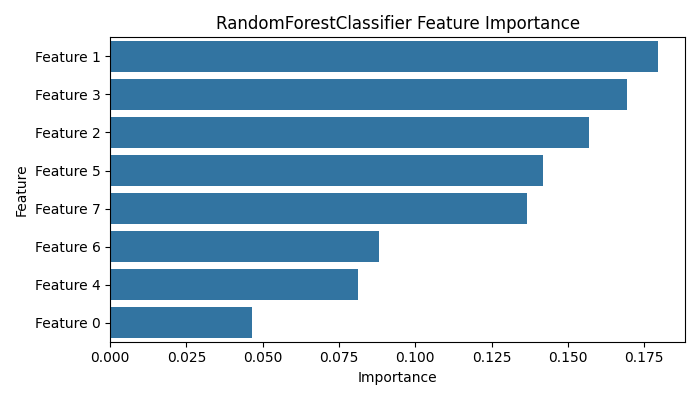 RandomForestClassifier Feature Importance
Feature 1
Feature 3
Feature 2
Feature 5
Feature 7
Feature 6
Feature 4
Feature 0
Feature
0.000 0.025 0.050 0.075 0.100 0.125 0.150 0.175
Importance